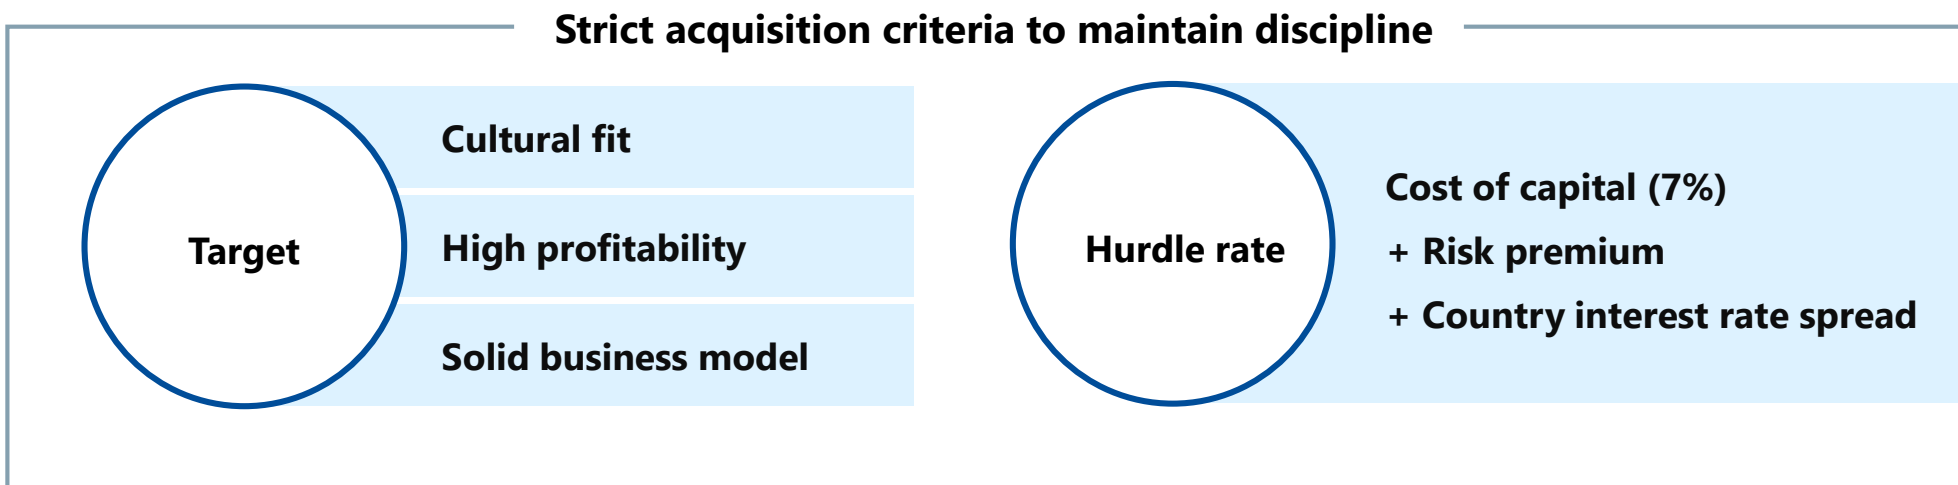 Strict acquisition criteria to maintain discipline
Target
Cultural fit
High profitability
Solid business model
Hurdle rate
Cost of capital (7%)
+ Risk premium
+ Country interest rate spread